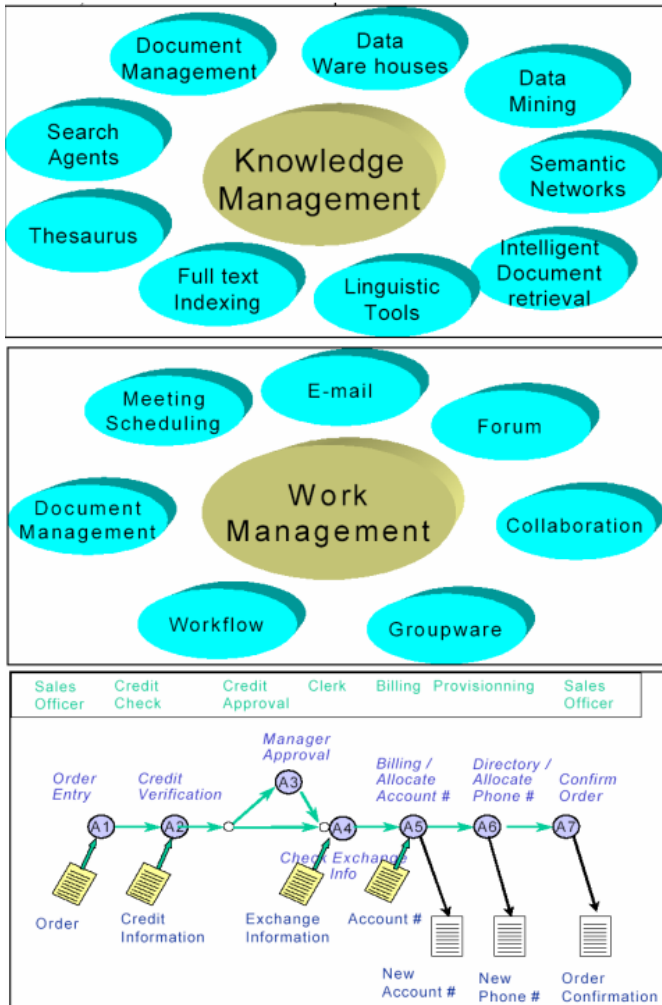 Document
Management
Data
Ware houses
Data
Mining
Search
Agents
Knowledge
Management
Semantic
Networks
Thesaurus
Full text
Indexing
Linguistic
Tools
Intelligent
Document
retrieval
Meeting
Scheduling
E-mail
Forum
Document
Management
Work
Management
Collaboration
Workflow
Groupware
Sales
Officer
Credit
Check
Credit
Approval
Clerk
Billing
Provisionning
Sales
Officer
Order
Entry
Credit
Verification
Manager
Approval
Billing /
Allocate
Account #
Directory /
Allocate
Phone #
Confirm
Order
A1
A2
A3
A4
A5
A6
A7
Check Exchange
Info
Order
Credit
Information
Exchange
Information
Account #
New
Account #
New
Phone #
Order
Confirmation